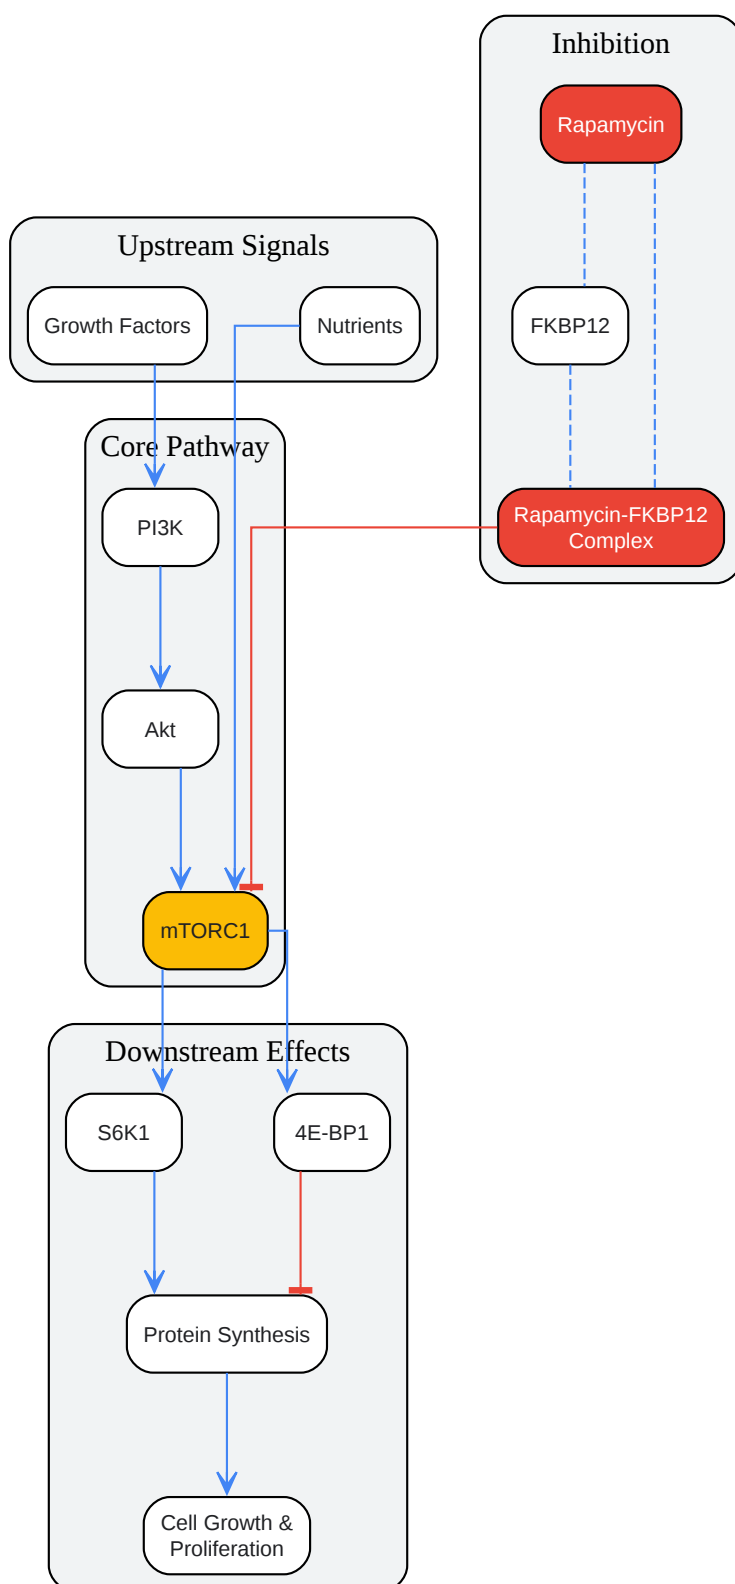 Inhibition
Rapamycin
Upstream Signals
Growth Factors
Nutrients
FKBP12
Core Pathway
PI3K
Rapamycin-FKBP12
Complex
Akt
mTORC1
Downstream Effects
S6K1
4E-BP1
Protein Synthesis
Cell Growth &
Proliferation